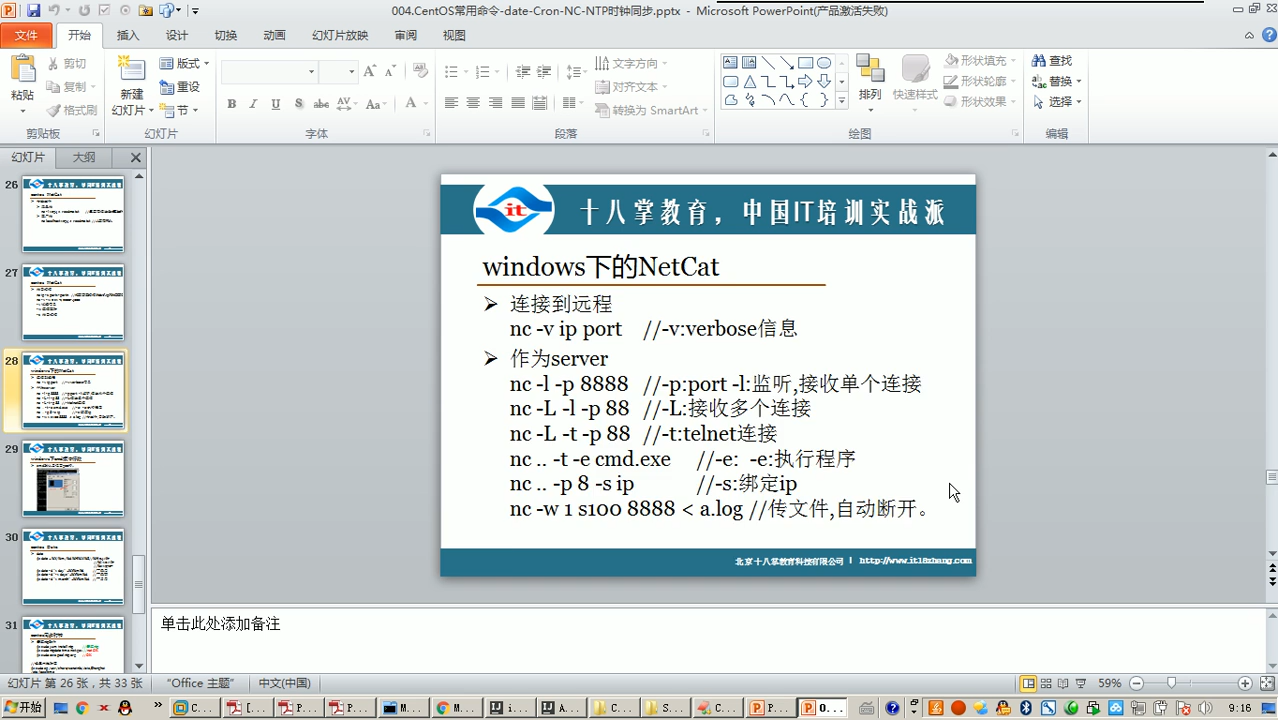 004.CentOS常用命令-date-Cron-NC-NTP时钟同步.pptx - Microsoft PowerPoint(产品激活失败)
文件 开始 插入 设计 切换 动画 幻灯片放映 审阅 视图
粘贴 剪切 复制 格式刷 剪贴板
新建幻灯片 版式 重设 节 幻灯片
字体
文字方向 对齐文本 转换为 SmartArt 段落
排列 快速样式 形状填充 形状轮廓 形状效果 绘图
查找 替换 选择 编辑
幻灯片 大纲
26
27
28
29
30
31
it 十八掌教育，中国IT培训实战派
windows下的NetCat
连接到远程
nc -v ip port //-v:verbose信息
作为server
nc -l -p 8888 //-p:port -l:监听,接收单个连接
nc -L -l -p 88 //-L:接收多个连接
nc -L -t -p 88 //-t:telnet连接
nc .. -t -e cmd.exe //-e: -e:执行程序
nc .. -p 8 -s ip //-s:绑定ip
nc -w 1 s100 8888 < a.log //传文件,自动断开。
北京十八掌教育科技有限公司 | http://www.it18zhang.com
单击此处添加备注
幻灯片 第 26 张，共 33 张 "Office 主题" 中文(中国) 59%
开始 C... [... P... P... M... M... i... A... C... S... C... P... O... 9:16